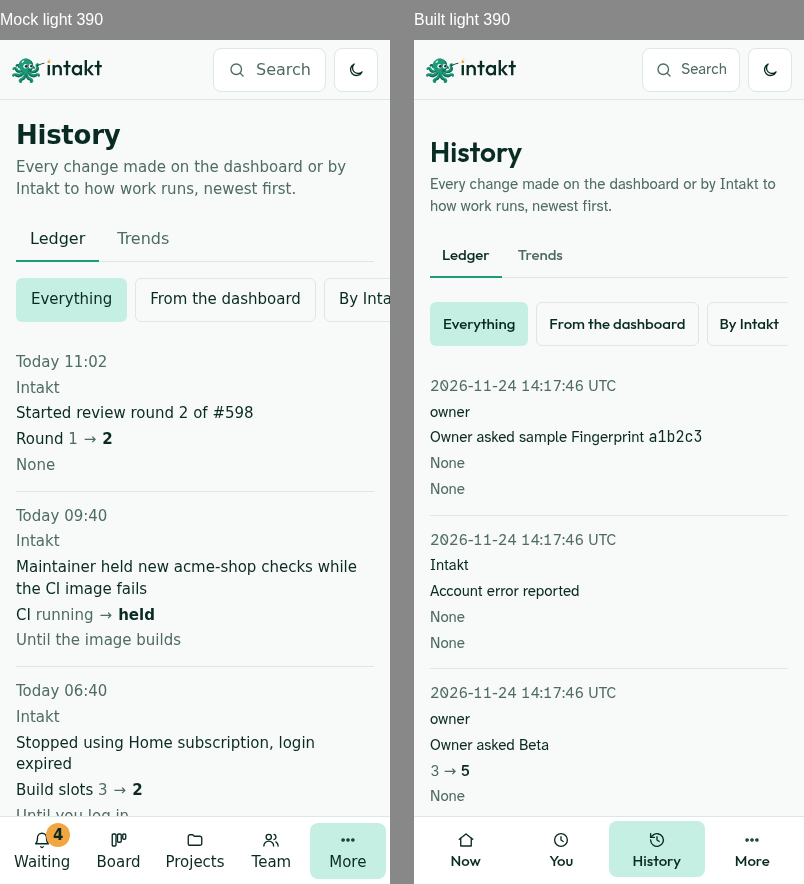 Mock light 390
intakt
Search
History
Every change made on the dashboard or by
Intakt to how work runs, newest first.
Ledger Trends
Everything From the dashboard By Inta
Today 11:02
Intakt
Started review round 2 of #598
Round 1 → 2
None
Today 09:40
Intakt
Maintainer held new acme-shop checks while
the CI image fails
CI running → held
Until the image builds
Today 06:40
Intakt
Stopped using Home subscription, login
expired
Build slots 3 → 2
Until you log in
4
Waiting Board Projects Team More
Built light 390
intakt
Search
History
Every change made on the dashboard or by Intakt to
how work runs, newest first.
Ledger Trends
Everything From the dashboard By Intakt
2026-11-24 14:17:46 UTC
owner
Owner asked sample Fingerprint a1b2c3
None
None
2026-11-24 14:17:46 UTC
Intakt
Account error reported
None
None
2026-11-24 14:17:46 UTC
owner
Owner asked Beta
3 → 5
None
Now You History More